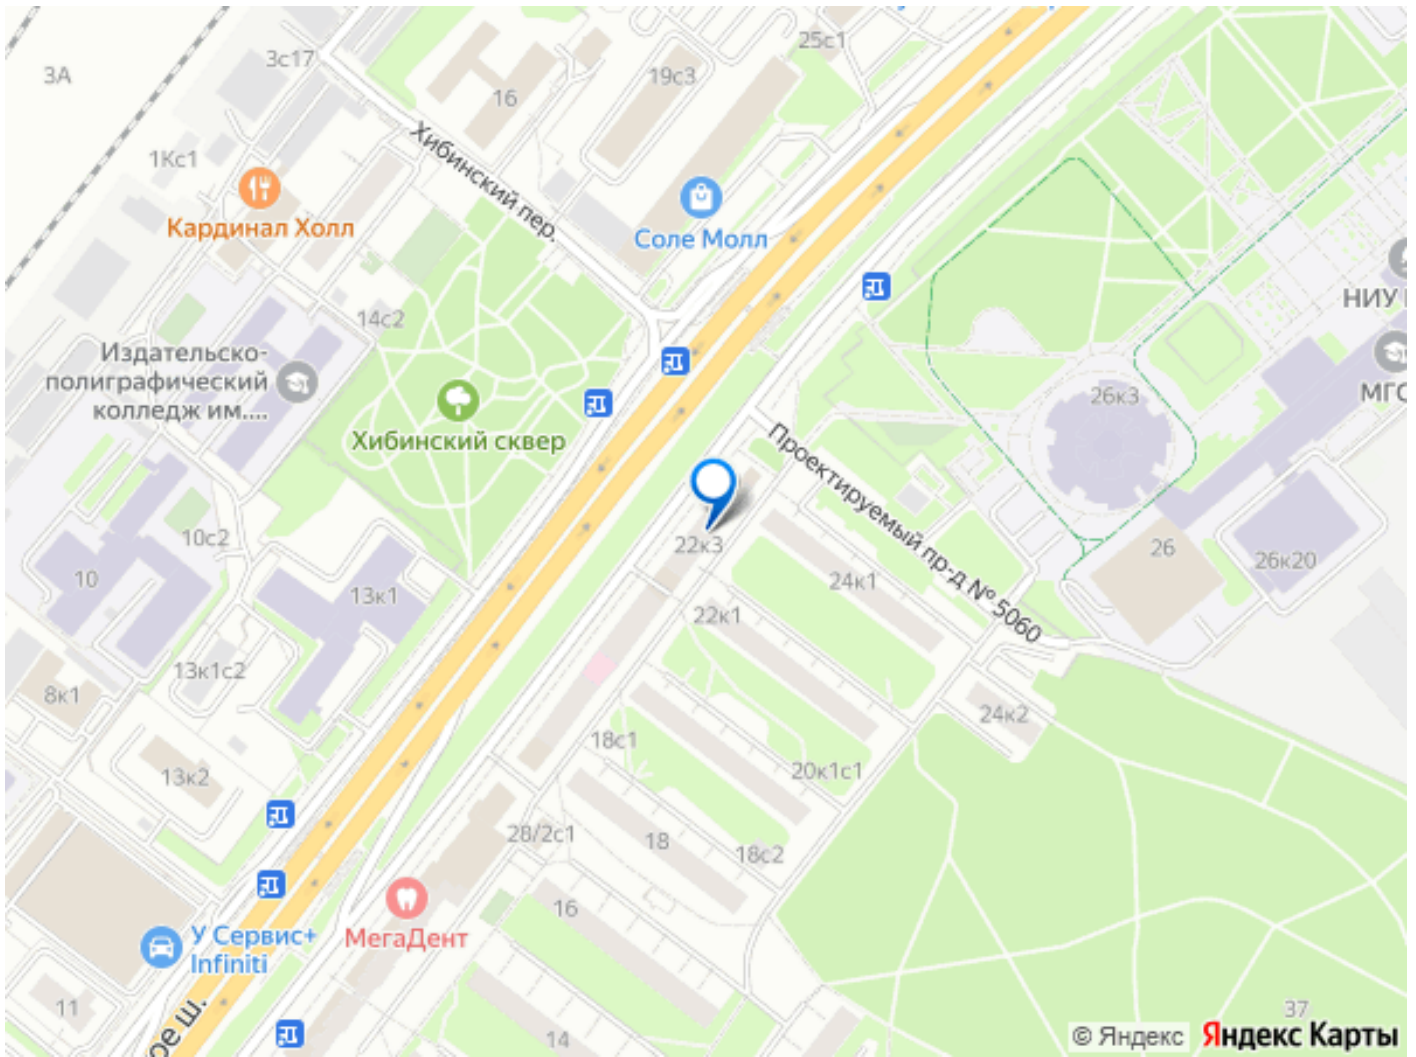 25с1
3с17
3А
19с3
16
Хибинский пер.
1Кс1
Кардинал Холл
Соле Молл
НИУ
14с2
Издательско-
полиграфический
колледж им....
26к3
МГС
Хибинский сквер
Проектируемый пр-д № 5060
10с2
22к3
26
26к20
10
24к1
13к1
22к1
13к1с2
8к1
24к2
18с1
20к1с1
13к2
28/2с1
18
18с2
16
У Сервис+
Infiniti
МегаДент
11
37
ое ш.
14
© Яндекс
Яндекс Карты